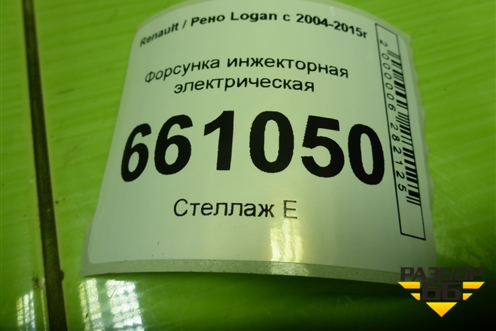 Renault / Рено Logan с 2004-2015г
Форсунка инжекторная
электрическая
661050
Стеллаж Е
2000006282125
РАЗБОР
66